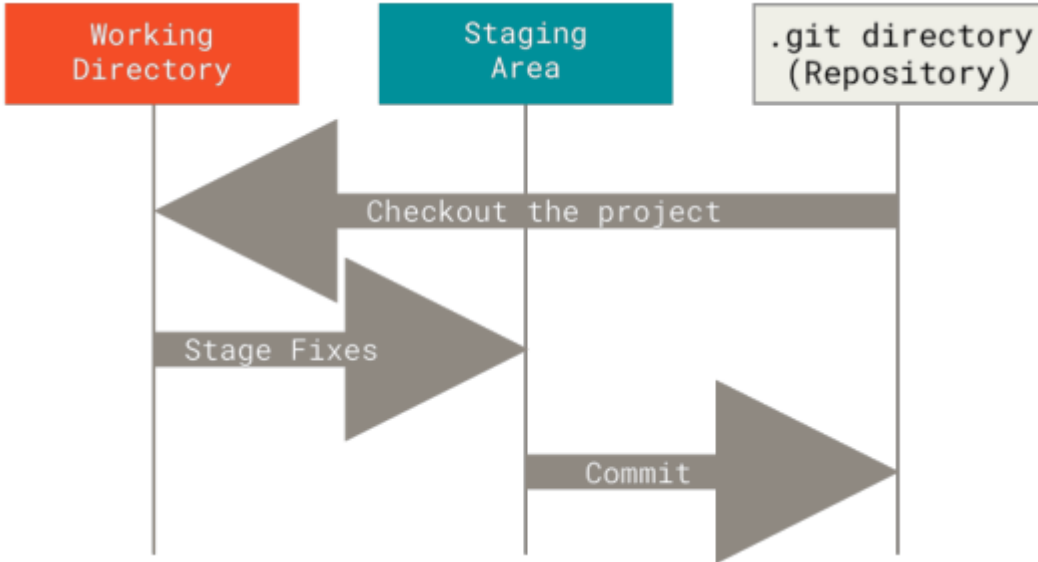 Working
Directory
Staging
Area
.git directory
(Repository)
Checkout the project
Stage Fixes
Commit